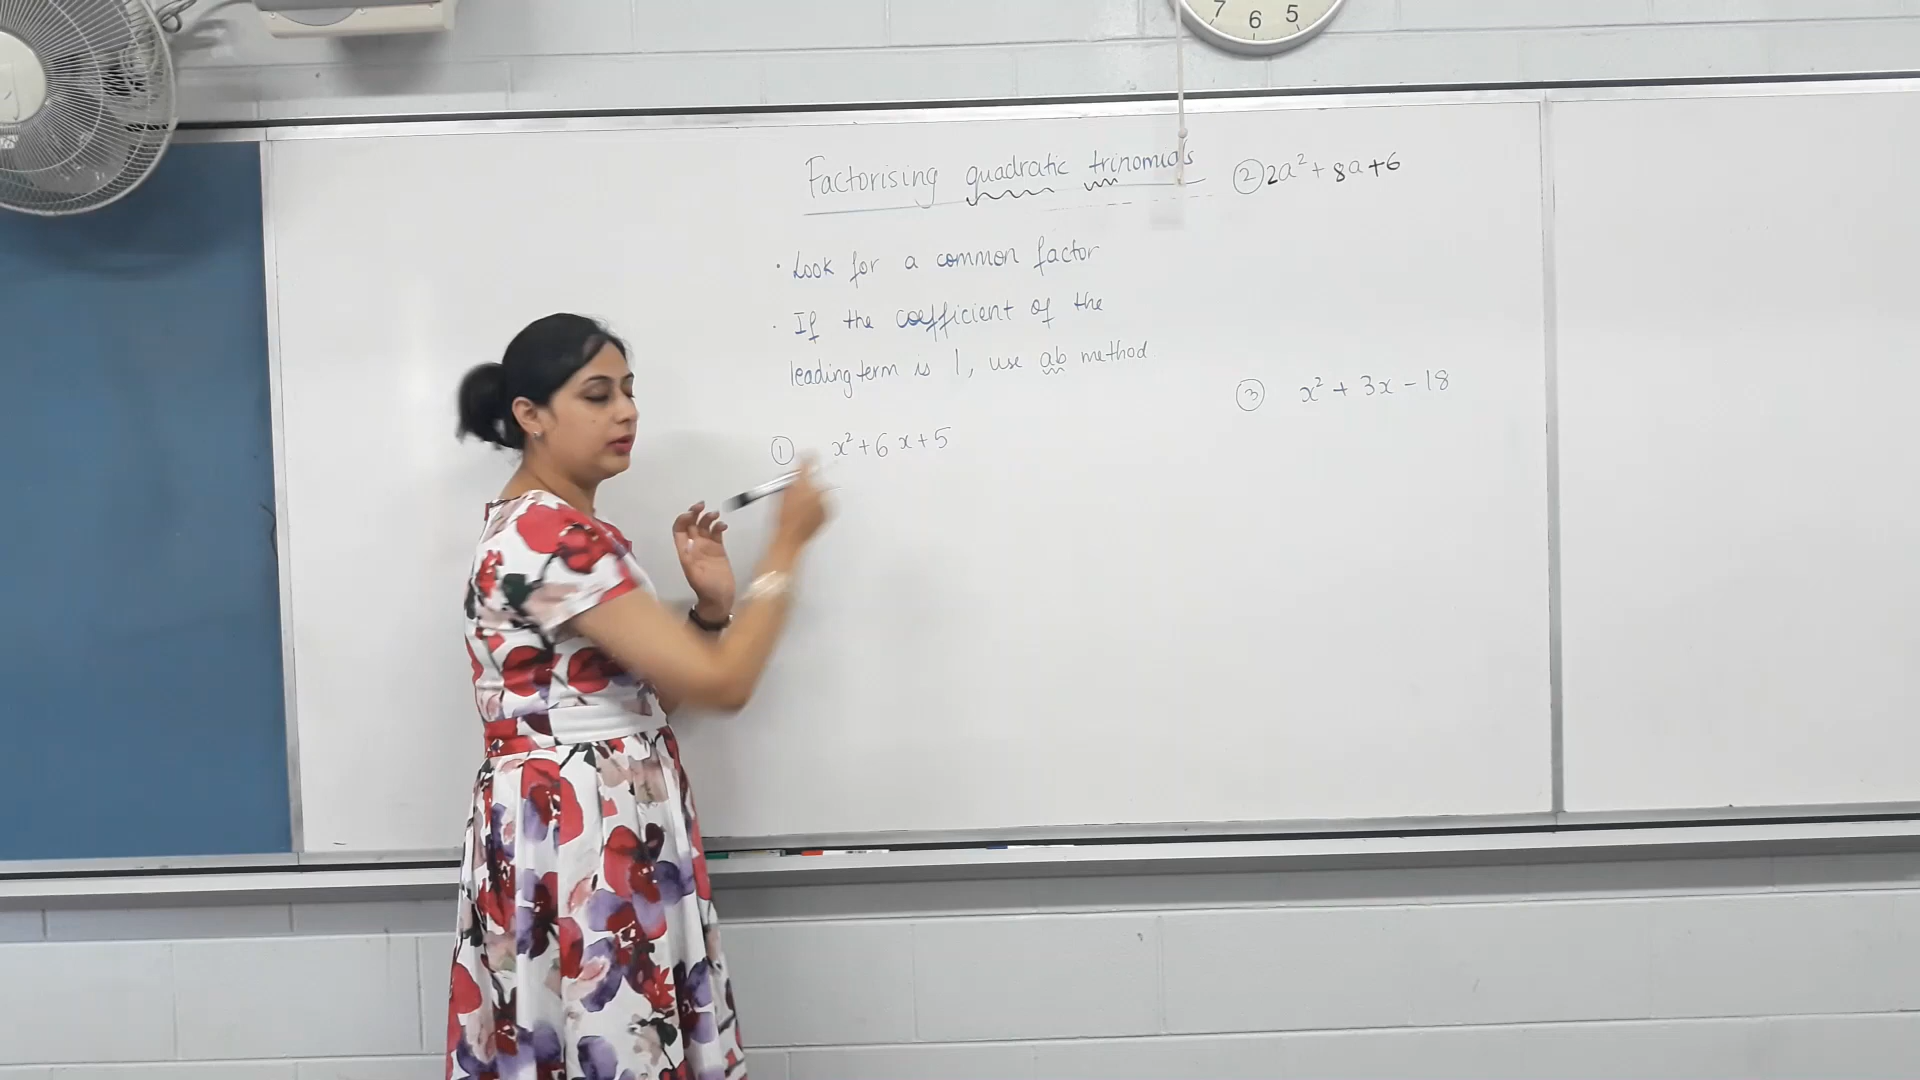 7 6 5
Factorising quadratic trinomials
• Look for a common factor
• If the coefficient of the
leading term is 1, use ab method
① x² + 6x + 5
② 2a² + 8a + 6
③ x² + 3x - 18